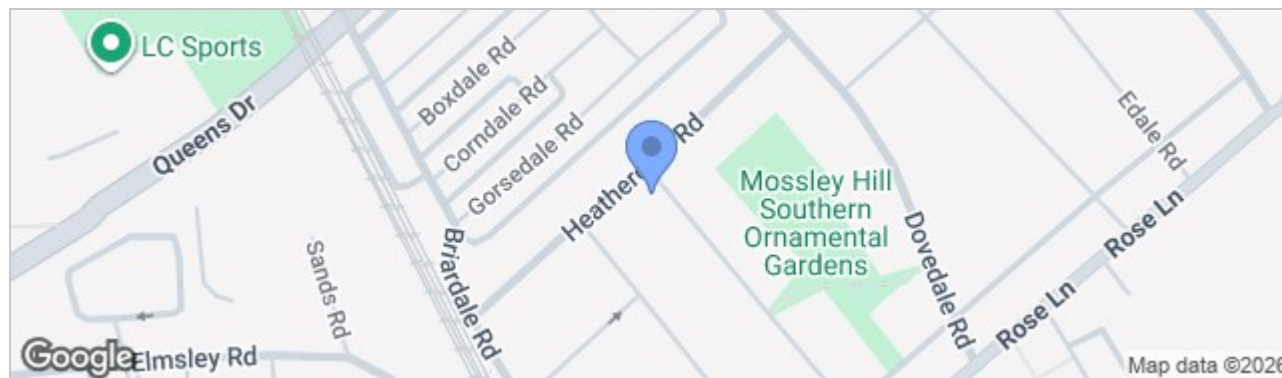 LC Sports
Queens Dr
Boxdale Rd
Corndale Rd
Gorsedale Rd
Rd
Briardale Rd
Sands Rd
Elmsley Rd
Mossley Hill
Southern
Ornamental
Gardens
Dovedale Rd
Edale Rd
Rose Ln
Rose Ln
Google
Map data ©2026